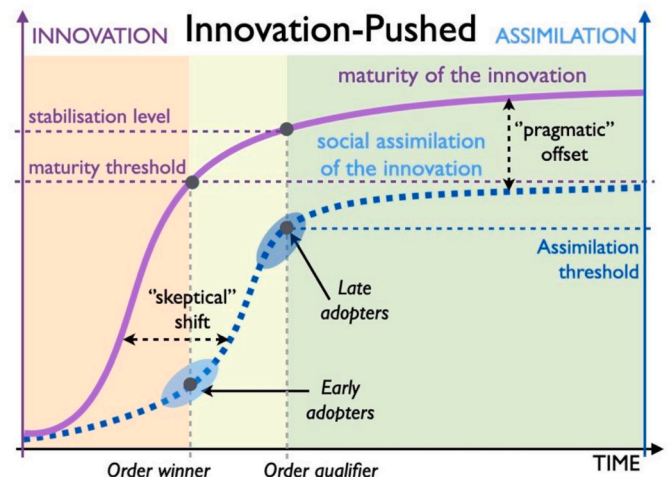 Innovation-Pushed
INNOVATION
ASSIMILATION
maturity of the innovation
stabilisation level
social assimilation
of the innovation
"pragmatic"
offset
maturity threshold
Assimilation
threshold
Late
adopters
"skeptical"
shift
Early
adopters
TIME
Order winner
Order qualifier